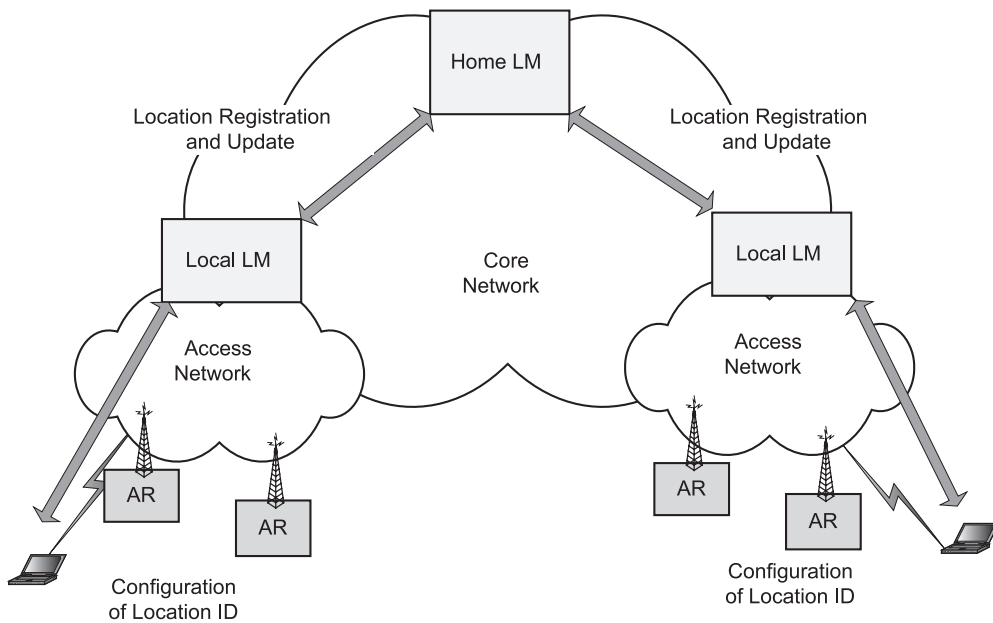 Home LM
Location Registration
and Update
Location Registration
and Update
Local LM
Core
Network
Local LM
Access
Network
Access
Network
AR
AR
AR
AR
Configuration
of Location ID
Configuration
of Location ID